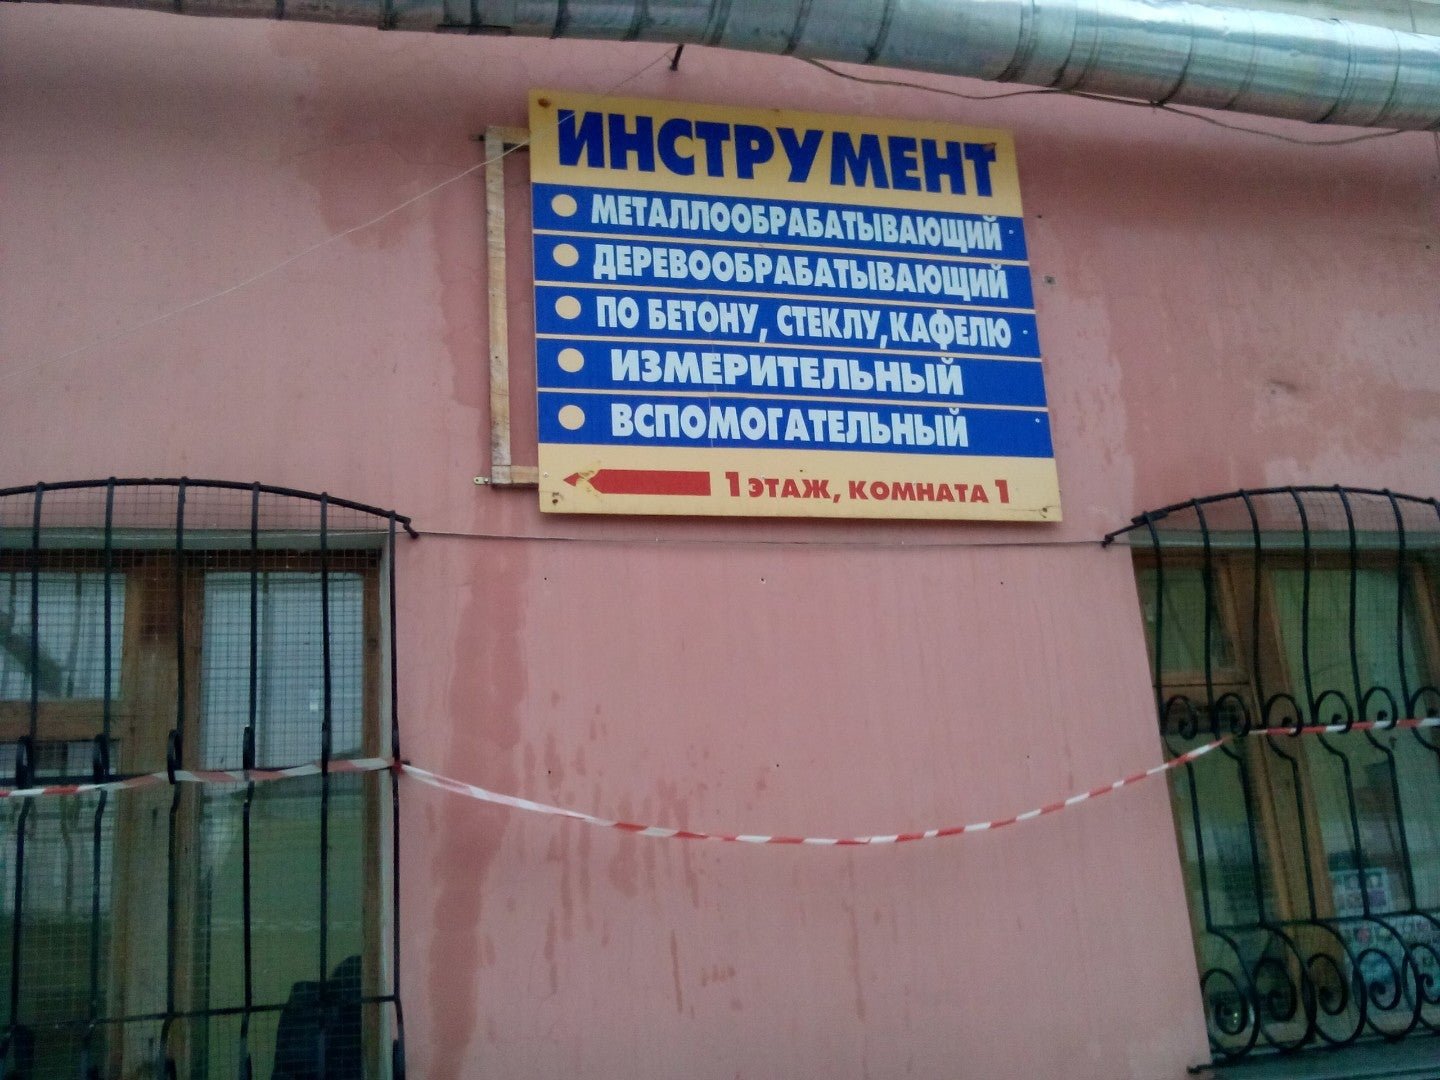 ИНСТРУМЕНТ
МЕТАЛЛООБРАБАТЫВАЮЩИЙ
ДЕРЕВООБРАБАТЫВАЮЩИЙ
ПО БЕТОНУ, СТЕКЛУ, КАФЕЛЮ
ИЗМЕРИТЕЛЬНЫЙ
ВСПОМОГАТЕЛЬНЫЙ
1 ЭТАЖ, КОМНАТА 1